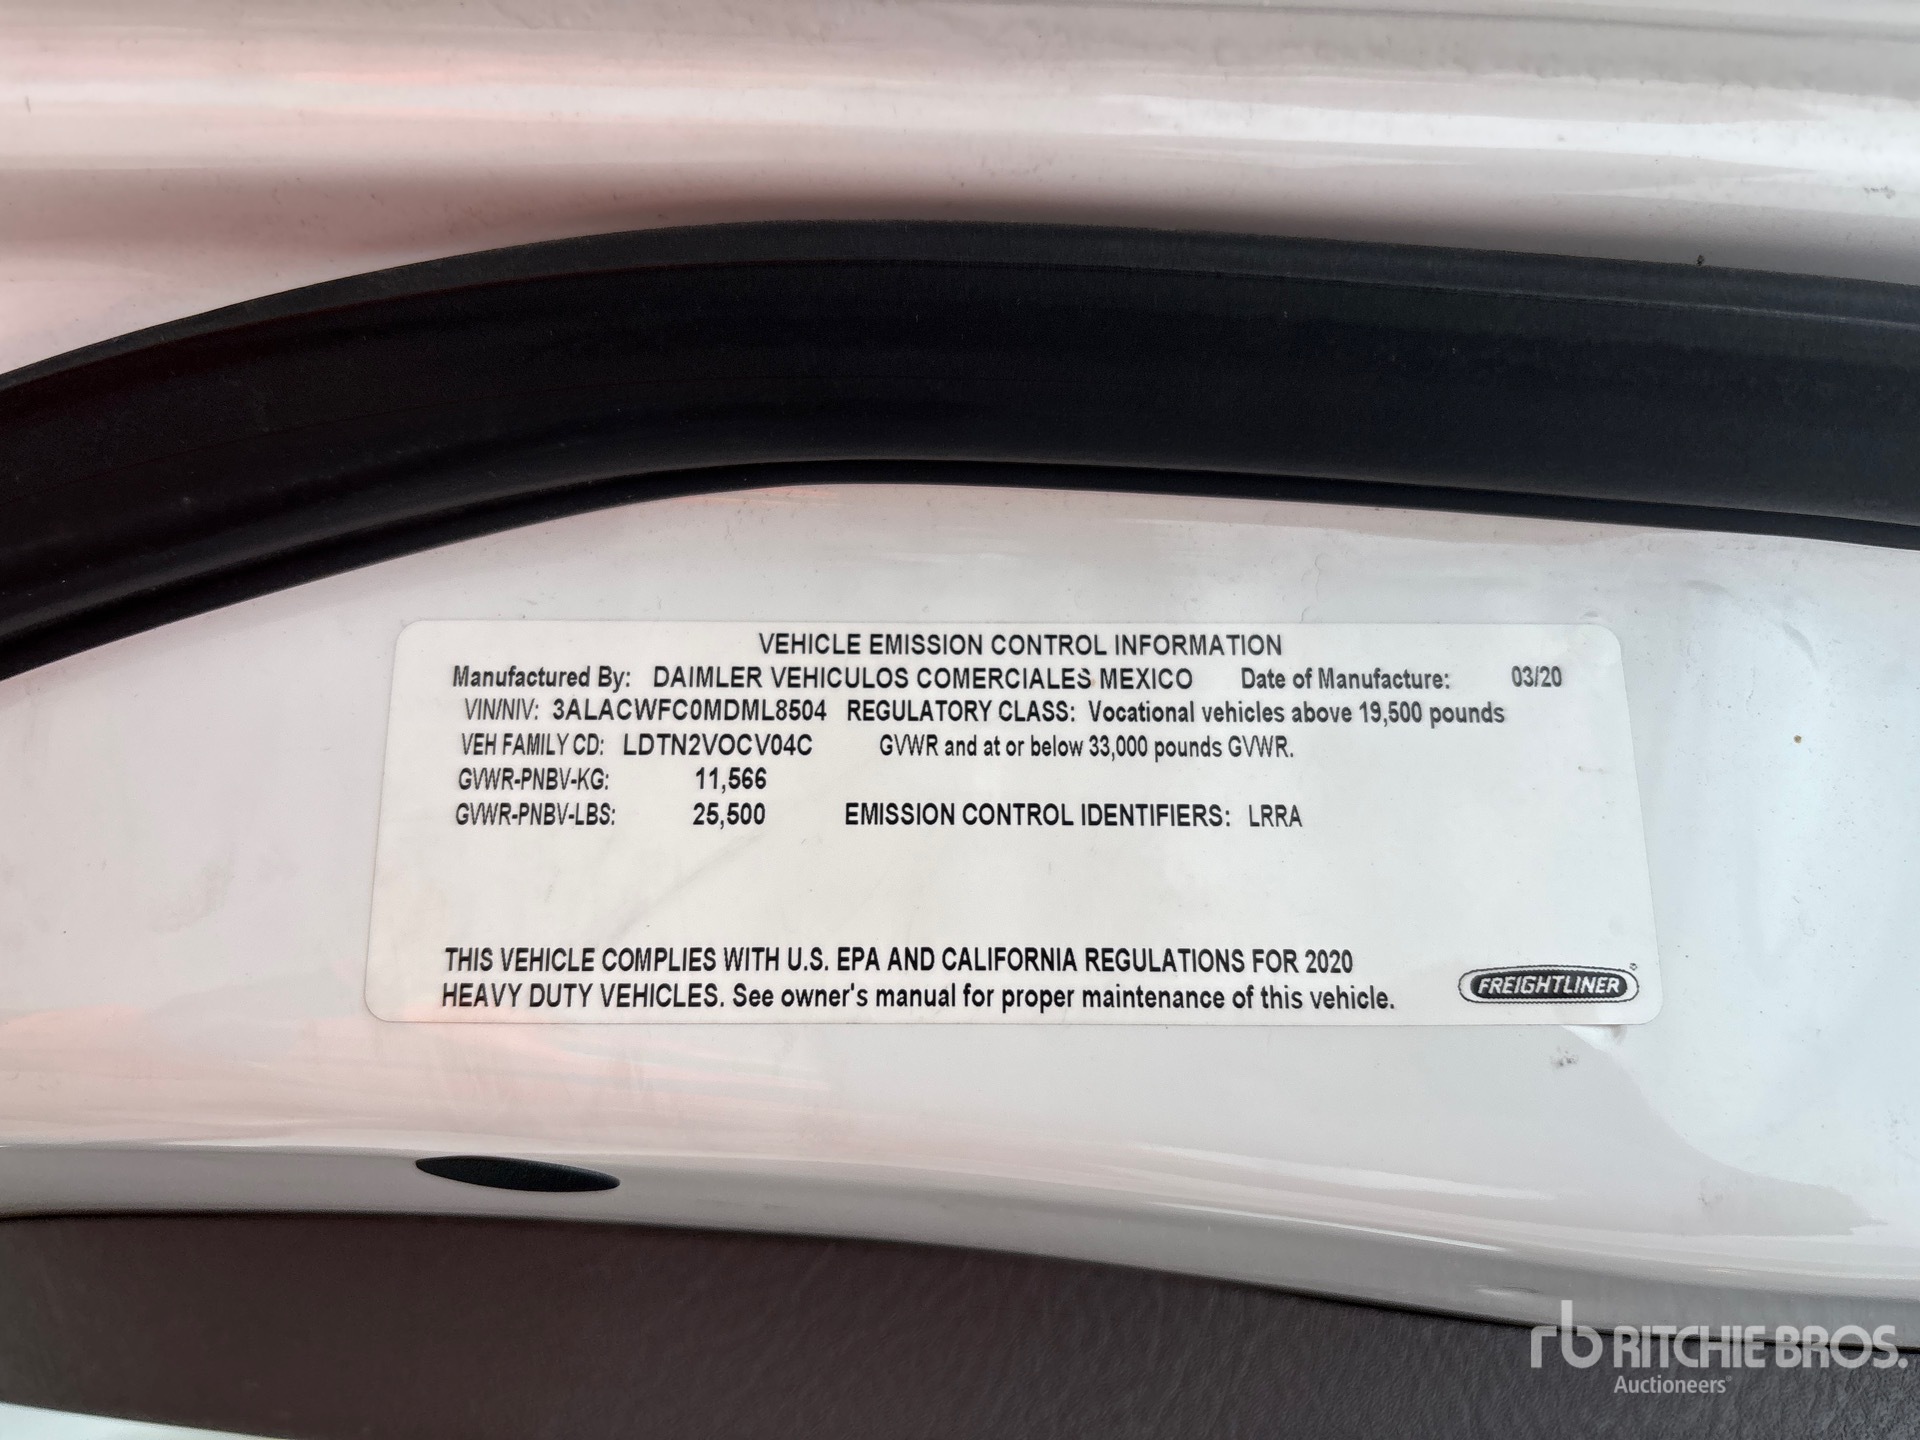 VEHICLE EMISSION CONTROL INFORMATION
Manufactured By: DAIMLER VEHICULOS COMERCIALES MEXICO Date of Manufacture: 03/20
VIN/NIV: 3ALACWFC0MDML8504 REGULATORY CLASS: Vocational vehicles above 19,500 pounds
VEH FAMILY CD: LDTN2VOCV04C GVWR and at or below 33,000 pounds GVWR.
GVWR-PNBV-KG: 11,566
GVWR-PNBV-LBS: 25,500 EMISSION CONTROL IDENTIFIERS: LRRA
THIS VEHICLE COMPLIES WITH U.S. EPA AND CALIFORNIA REGULATIONS FOR 2020
HEAVY DUTY VEHICLES. See owner's manual for proper maintenance of this vehicle.
FREIGHTLINER
rb RITCHIE BROS.
Auctioneers